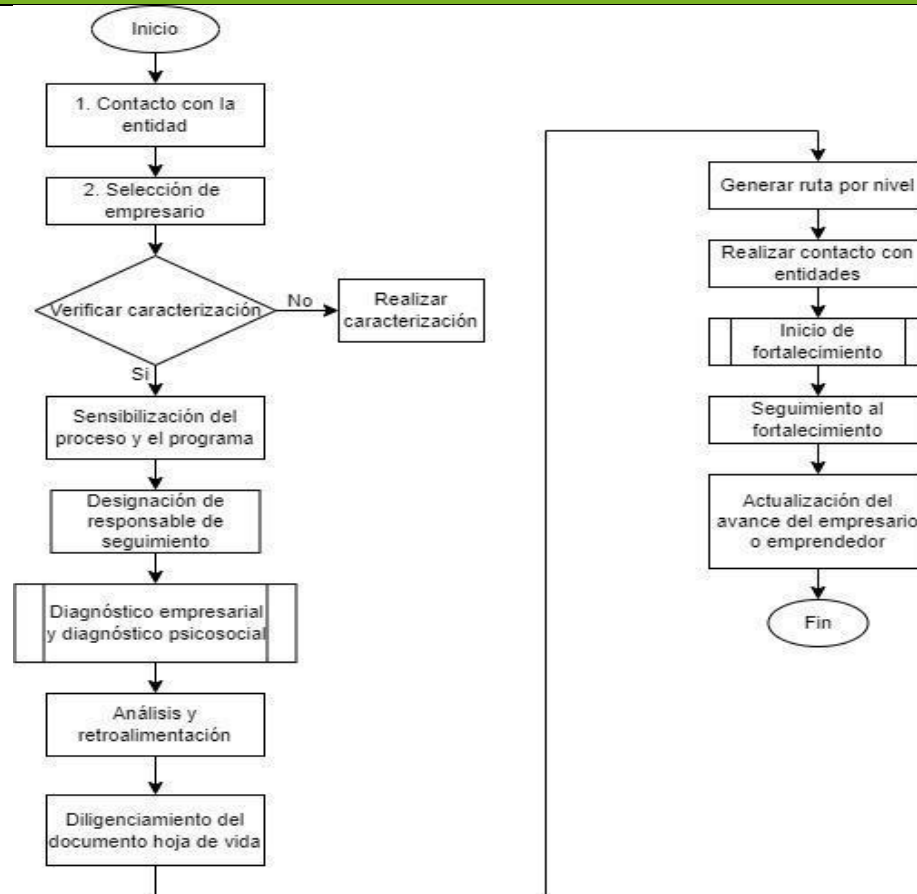 Inicio
1. Contacto con la
entidad
2. Selección de
empresario
Verificar caracterización
No
Realizar
caracterización
Si
Sensibilización del
proceso y el programa
Designación de
responsable de
seguimiento
Diagnóstico empresarial
y diagnóstico psicosocial
Análisis y
retroalimentación
Diligenciamiento del
documento hoja de vida
Generar ruta por nivel
Realizar contacto con
entidades
Inicio de
fortalecimiento
Seguimiento al
fortalecimiento
Actualización del
avance del empresario
o emprendedor
Fin